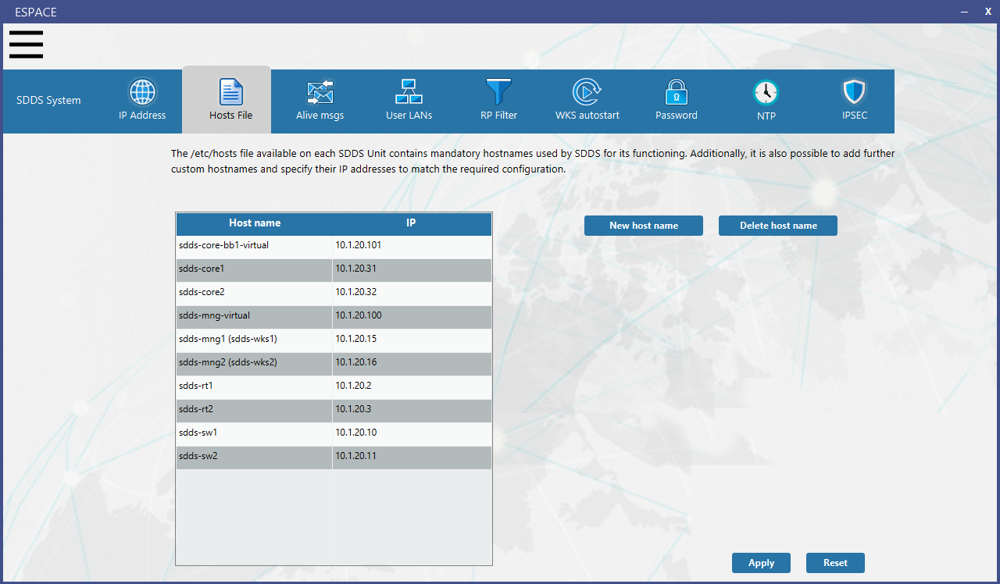 ESPACE
– X
SDDS System
IP Address
Hosts File
Alive msgs
User LANs
RP Filter
WKS autostart
Password
NTP
IPSEC
The /etc/hosts file available on each SDDS Unit contains mandatory hostnames used by SDDS for its functioning. Additionally, it is also possible to add further
custom hostnames and specify their IP addresses to match the required configuration.
Host name IP
sdds-core-bb1-virtual 10.1.20.101
sdds-core1 10.1.20.31
sdds-core2 10.1.20.32
sdds-mng-virtual 10.1.20.100
sdds-mng1 (sdds-wks1) 10.1.20.15
sdds-mng2 (sdds-wks2) 10.1.20.16
sdds-rt1 10.1.20.2
sdds-rt2 10.1.20.3
sdds-sw1 10.1.20.10
sdds-sw2 10.1.20.11
New host name
Delete host name
Apply
Reset